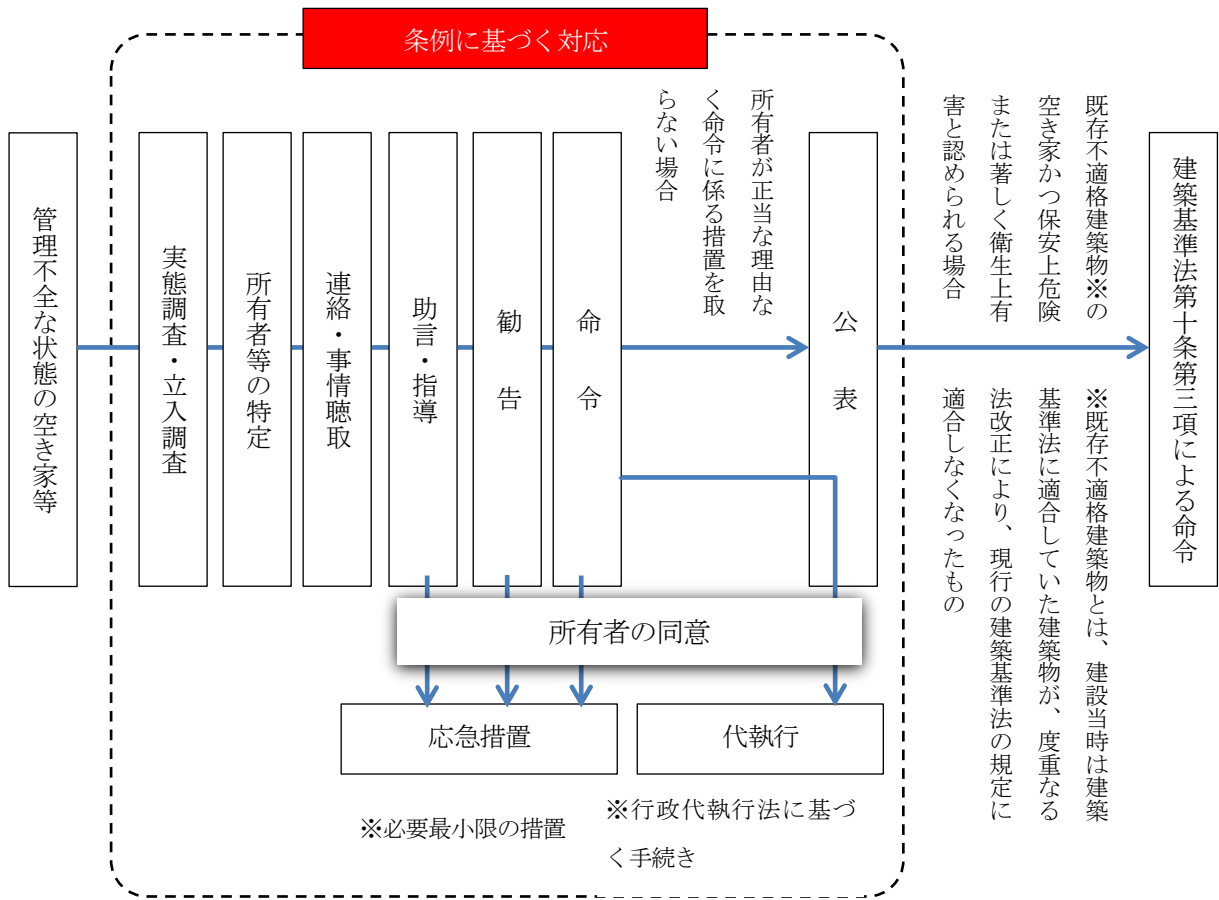 条例に基づく対応
管理不全な状態の空き家等
実態調査・立入調査
所有者等の特定
連絡・事情聴取
助言・指導
勧告
命令
所有者が正当な理由な
く命令に係る措置を取
らない場合
公表
既存不適格建築物※の
空き家かつ保安上危険
または著しく衛生上有
害と認められる場合
※既存不適格建築物とは、建設当時は建築
基準法に適合していた建築物が、度重なる
法改正により、現行の建築基準法の規定に
適合しなくなったもの
建築基準法第十条第三項による命令
所有者の同意
応急措置
代執行
※必要最小限の措置
※行政代執行法に基づ
く手続き